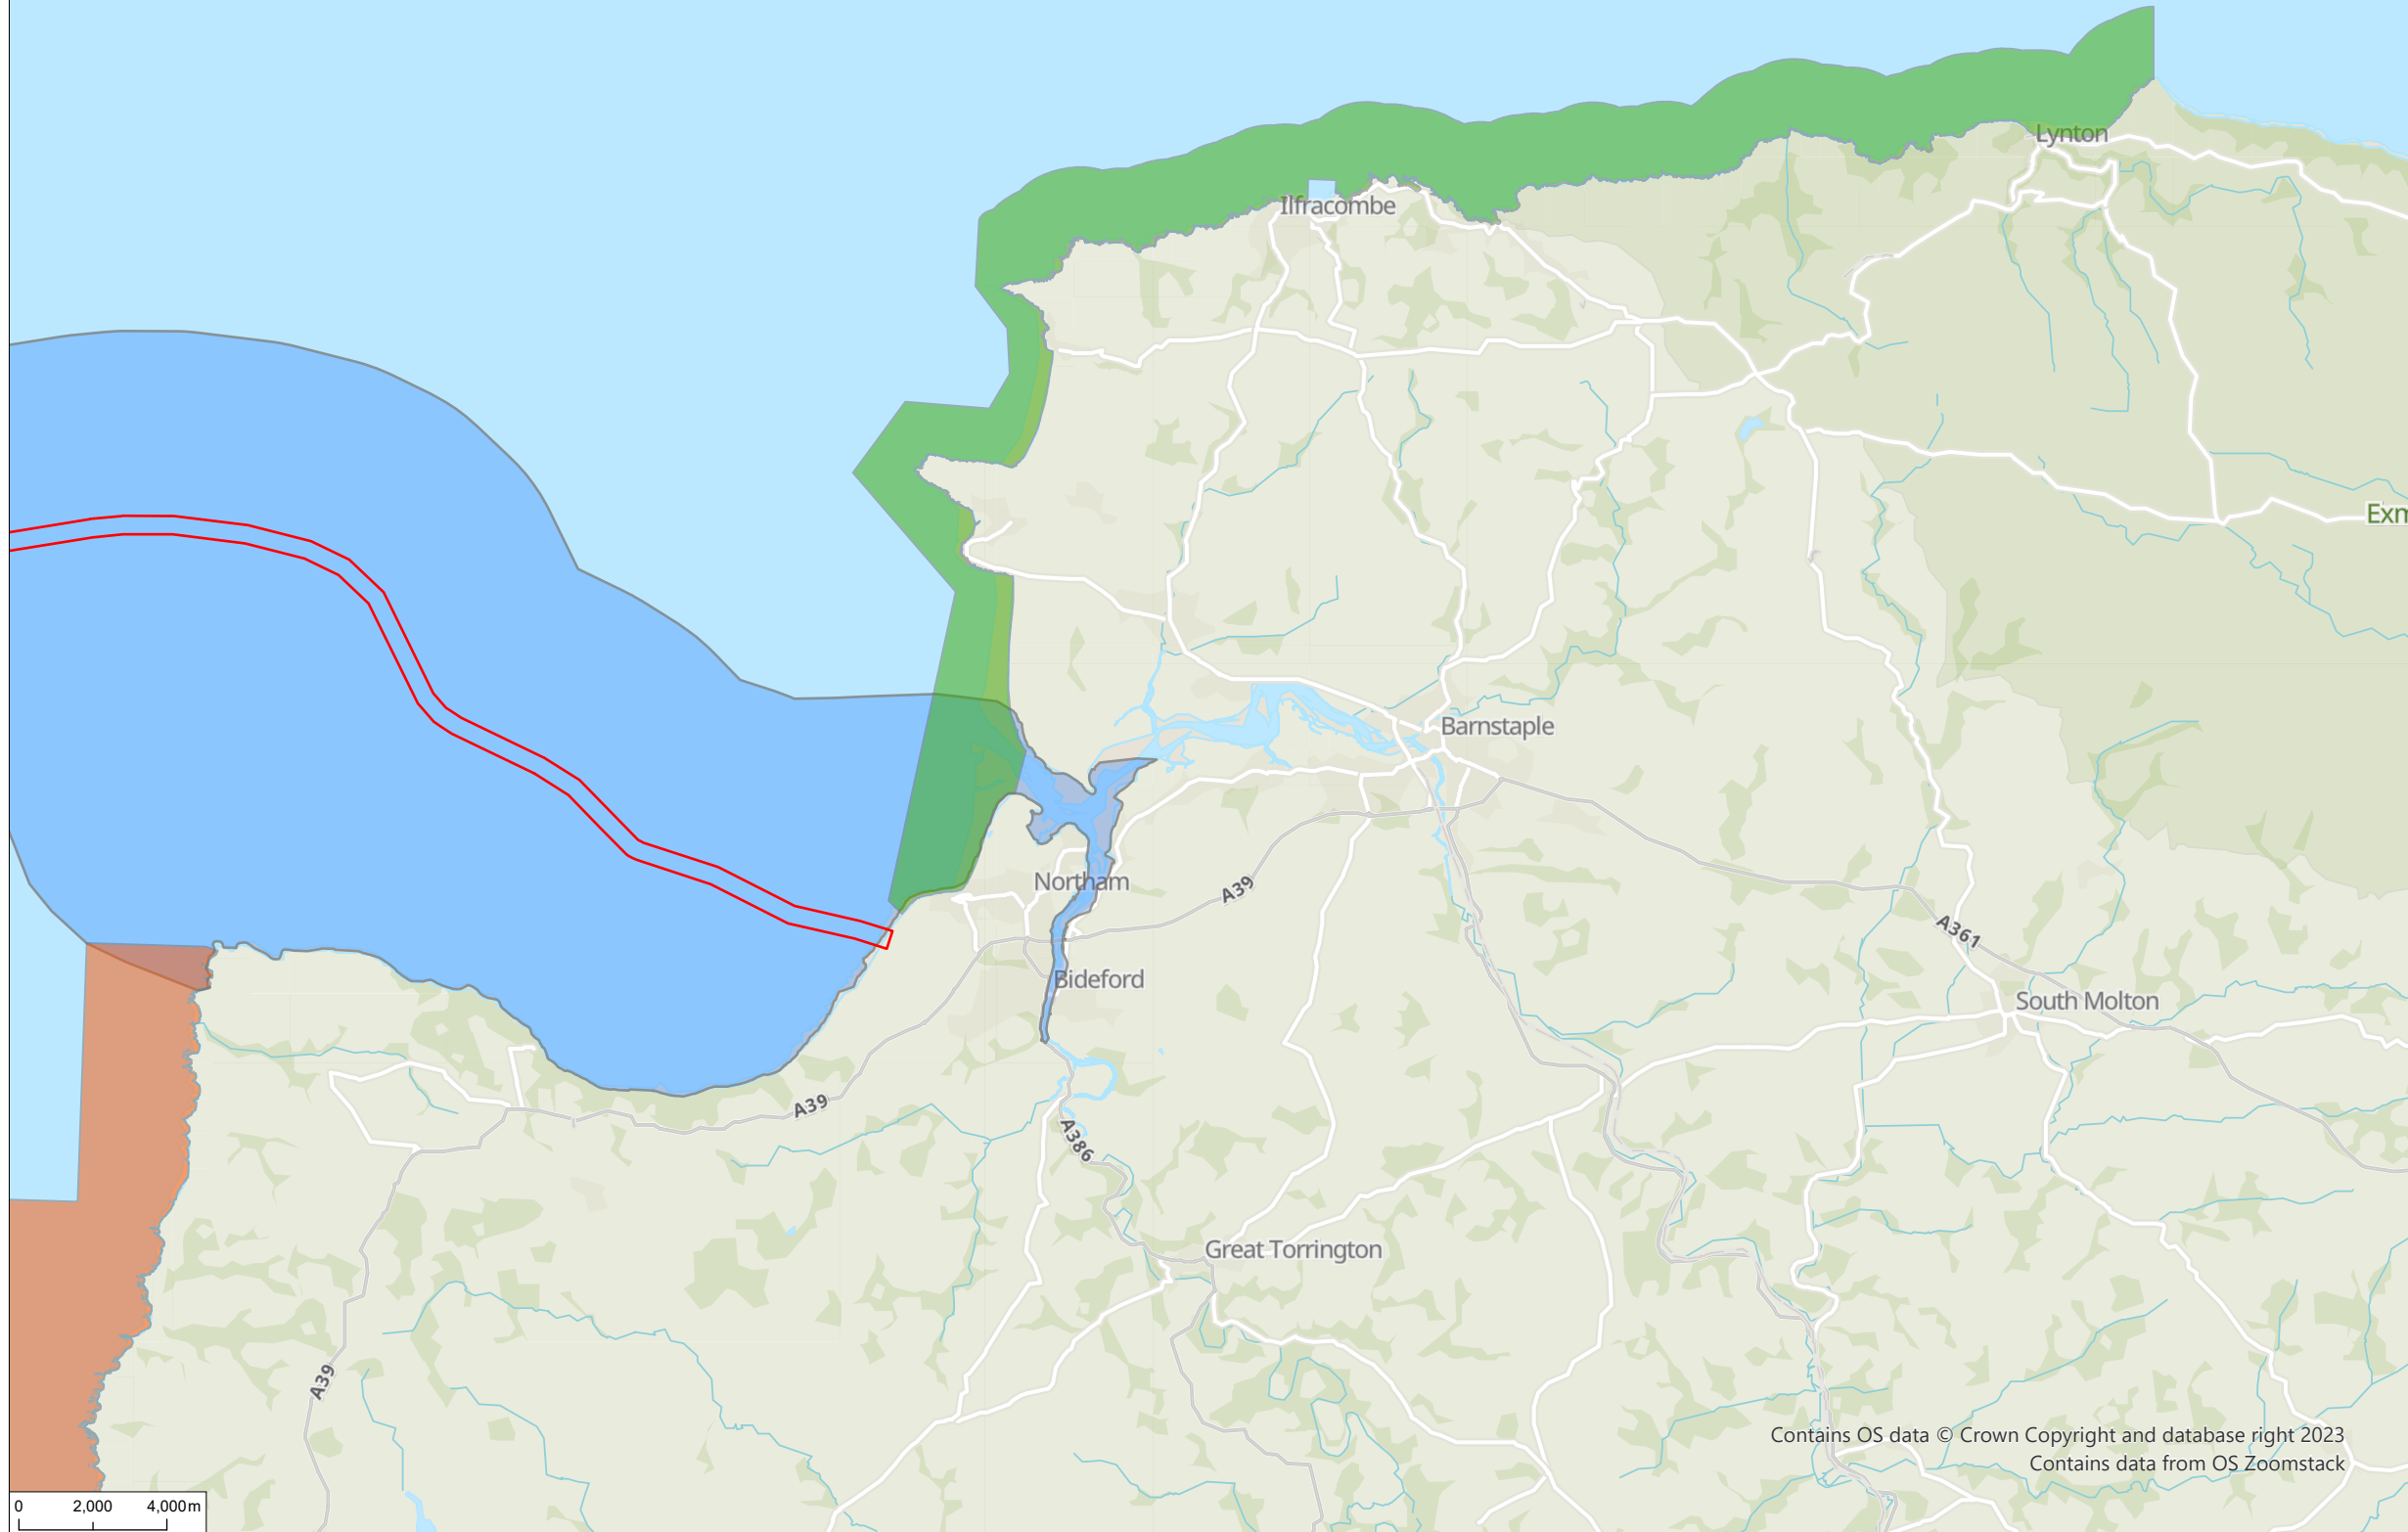 Lynton
Ilfracombe
Exm
Barnstaple
Northam
A39
A361
Bideford
South Molton
A39
A386
Great Torrington
A39
Contains OS data © Crown Copyright and database right 2023
Contains data from OS Zoomstack
0 2,000 4,000m